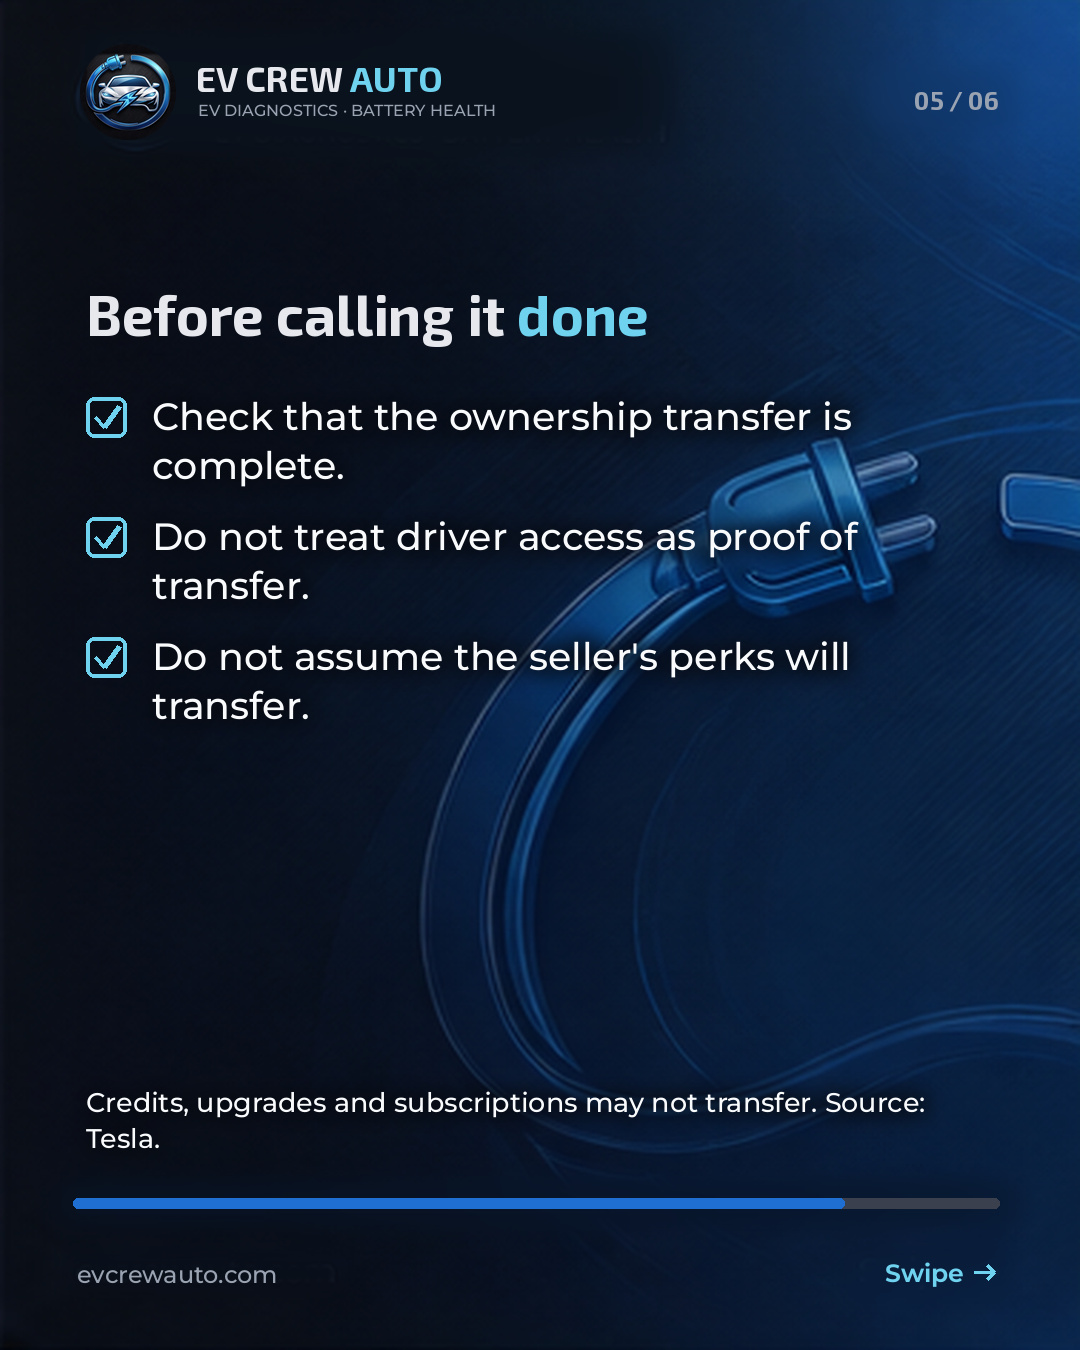 EV CREW AUTO
EV DIAGNOSTICS · BATTERY HEALTH
05 / 06
Before calling it done
Check that the ownership transfer is
complete.
Do not treat driver access as proof of
transfer.
Do not assume the seller's perks will
transfer.
Credits, upgrades and subscriptions may not transfer. Source:
Tesla.
evcrewauto.com
Swipe →